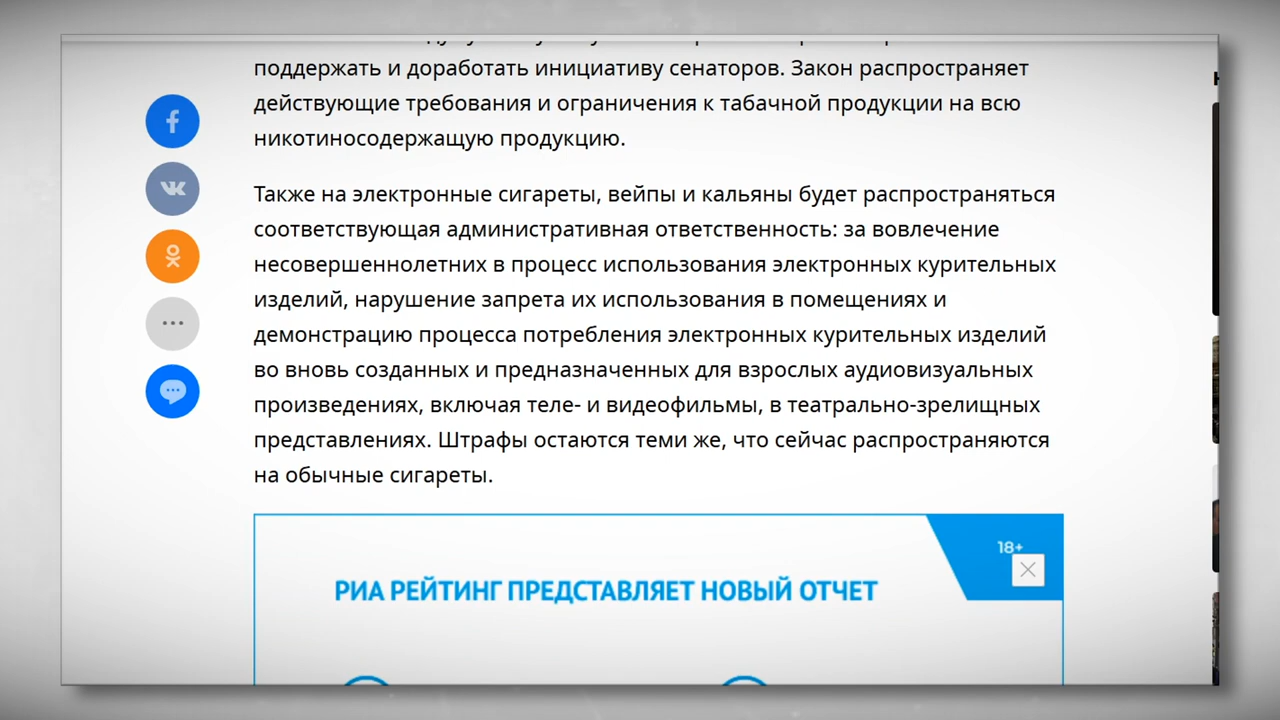 поддержать и доработать инициативу сенаторов. Закон распространяет
действующие требования и ограничения к табачной продукции на всю
никотиносодержащую продукцию.
Также на электронные сигареты, вейпы и кальяны будет распространяться
соответствующая административная ответственность: за вовлечение
несовершеннолетних в процесс использования электронных курительных
изделий, нарушение запрета их использования в помещениях и
демонстрацию процесса потребления электронных курительных изделий
во вновь созданных и предназначенных для взрослых аудиовизуальных
произведениях, включая теле- и видеофильмы, в театрально-зрелищных
представлениях. Штрафы остаются теми же, что сейчас распространяются
на обычные сигареты.
18+
РИА РЕЙТИНГ ПРЕДСТАВЛЯЕТ НОВЫЙ ОТЧЕТ